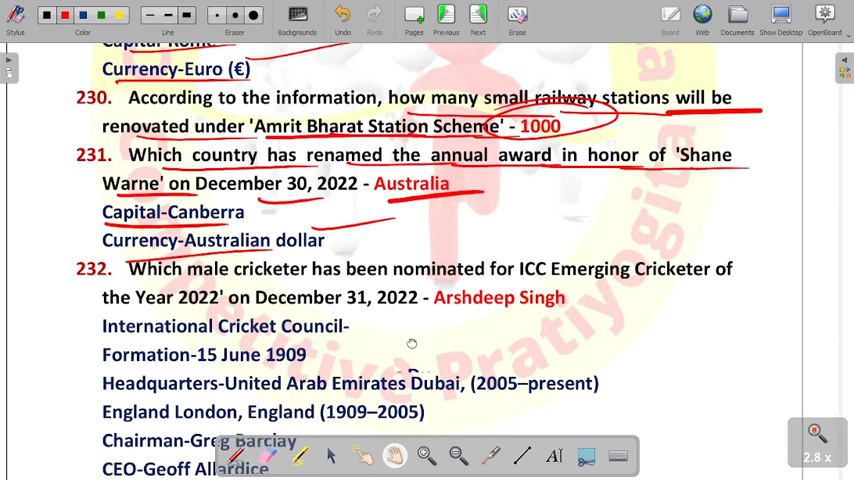 Stylus
Color
Line
Eraser
Backgrounds
Undo
Redo
Pages
Previous
Next
Erase
Board
Web
Documents
Show Desktop
OpenBoard
Capital-Rome
Currency-Euro (€)
230. According to the information, how many small railway stations will be
renovated under 'Amrit Bharat Station Scheme' - 1000
231. Which country has renamed the annual award in honor of 'Shane
Warne' on December 30, 2022 - Australia
Capital-Canberra
Currency-Australian dollar
232. Which male cricketer has been nominated for ICC Emerging Cricketer of
the Year 2022' on December 31, 2022 - Arshdeep Singh
International Cricket Council-
Formation-15 June 1909
Headquarters-United Arab Emirates Dubai, (2005–present)
England London, England (1909–2005)
Chairman-Greg Barclay
CEO-Geoff Allardice
2.8 x
Pratiyogita